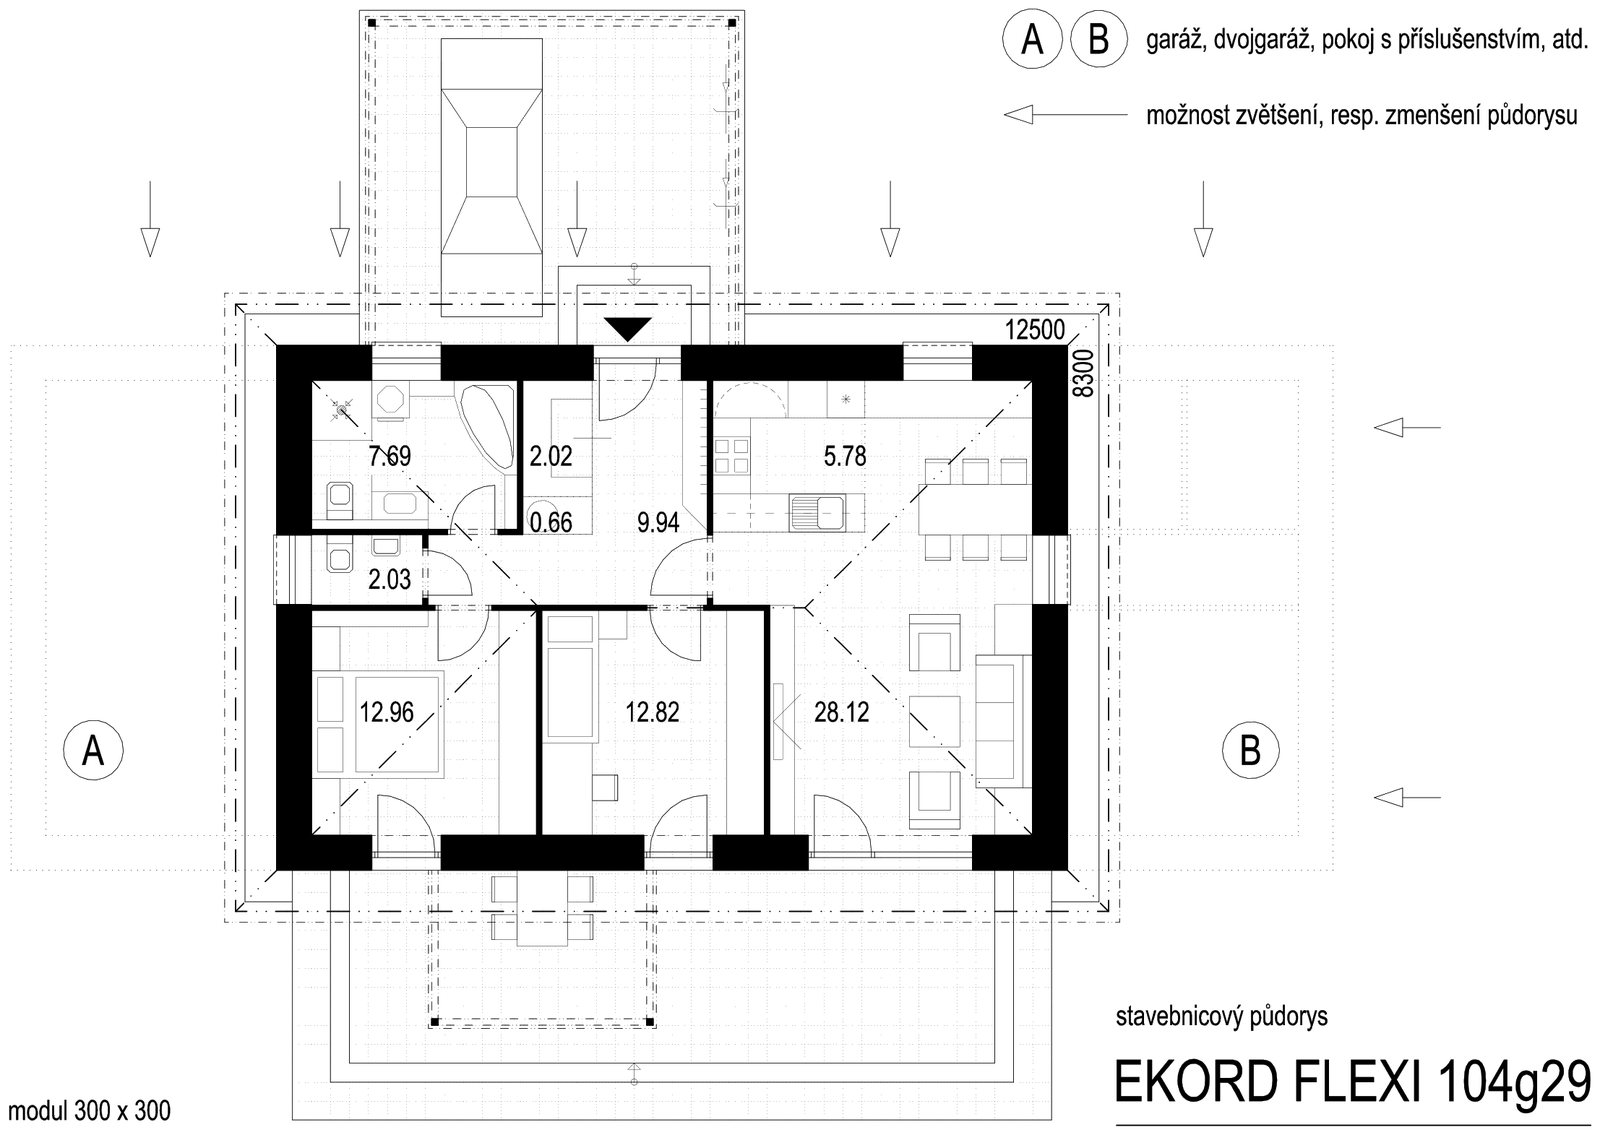 A B garáž, dvojgaráž, pokoj s příslušenstvím, atd.
možnost zvětšení, resp. zmenšení půdorysu
12500
8300
7.69
2.02
5.78
0.66
9.94
2.03
12.96
12.82
28.12
A
B
stavebnicový půdorys
EKORD FLEXI 104g29
modul 300 x 300